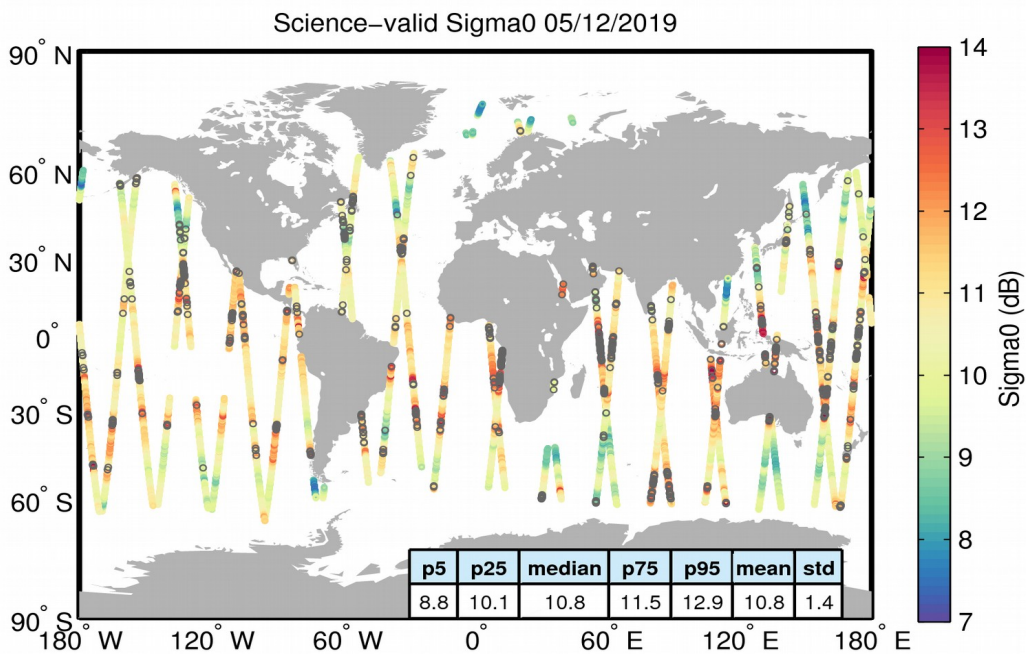 Science−valid Sigma0 05/12/2019
90° N
60° N
30° N
0°
30° S
60° S
90° S
180° W
120° W
60° W
0°
60° E
120° E
180° E
14
13
12
11
10
9
8
7
Sigma0 (dB)
p5 p25 median p75 p95 mean std
8.8 10.1 10.8 11.5 12.9 10.8 1.4